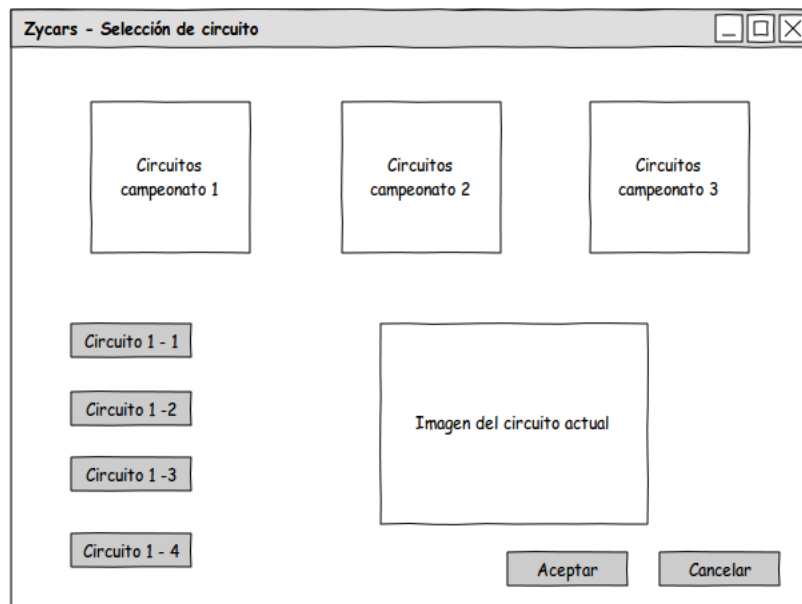 Zycars - Selección de circuito
Circuitos
campeonato 1
Circuitos
campeonato 2
Circuitos
campeonato 3
Circuito 1 - 1
Circuito 1 -2
Circuito 1 -3
Circuito 1 - 4
Imagen del circuito actual
Aceptar
Cancelar